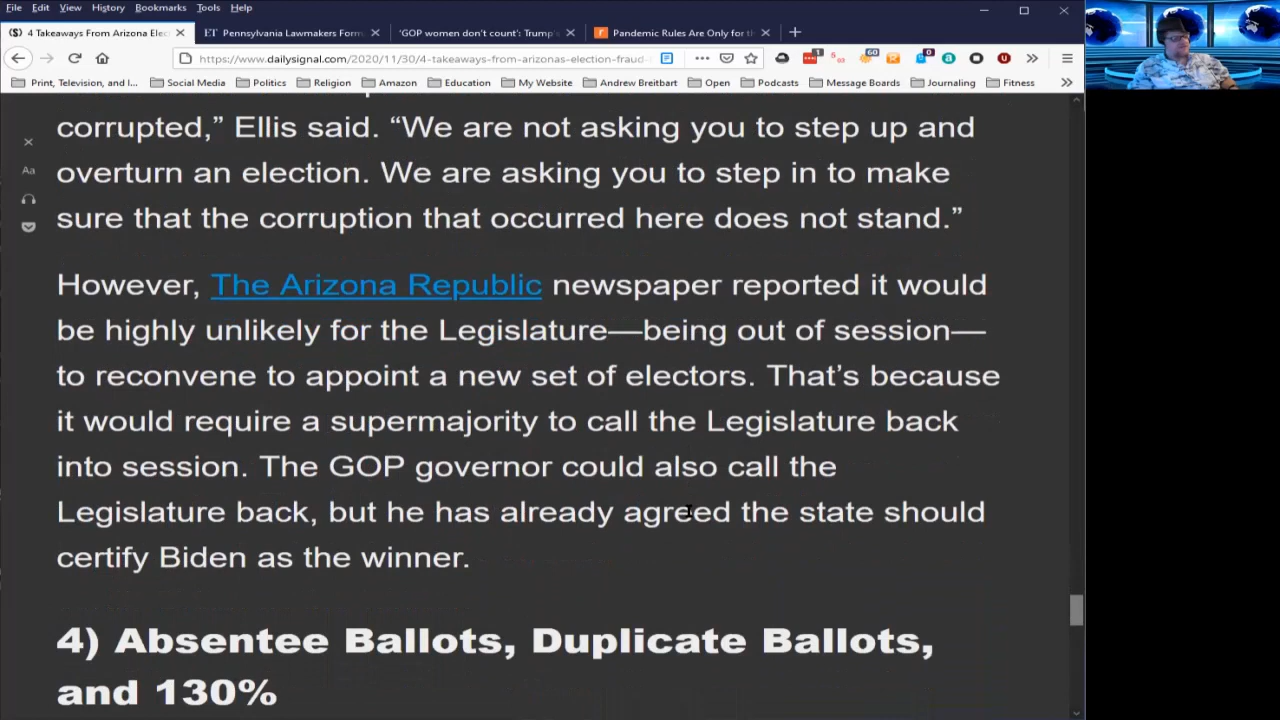 File Edit View History Bookmarks Tools Help
($) 4 Takeaways From Arizona Elec
ET Pennsylvania Lawmakers Form
'GOP women don't count': Trump's
Pandemic Rules Are Only for th
https://www.dailysignal.com/2020/11/30/4-takeaways-from-arizonas-election-fraud
1
03
60
0
a
Print, Television, and I...
Social Media
Politics
Religion
Amazon
Education
My Website
Andrew Breitbart
Open
Podcasts
Message Boards
Journaling
Fitness
Aa
corrupted,” Ellis said. “We are not asking you to step up and
overturn an election. We are asking you to step in to make
sure that the corruption that occurred here does not stand.”
However, The Arizona Republic newspaper reported it would
be highly unlikely for the Legislature—being out of session—
to reconvene to appoint a new set of electors. That’s because
it would require a supermajority to call the Legislature back
into session. The GOP governor could also call the
Legislature back, but he has already agreed the state should
certify Biden as the winner.
4) Absentee Ballots, Duplicate Ballots,
and 130%